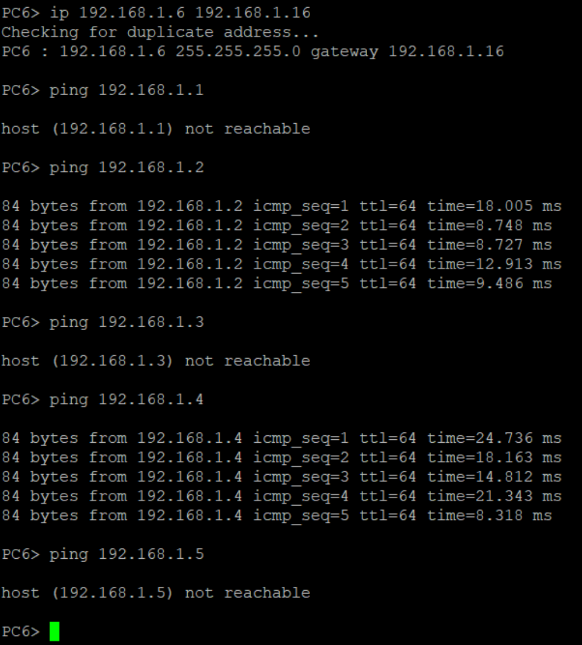 PC6> ip 192.168.1.6 192.168.1.16
Checking for duplicate address...
PC6 : 192.168.1.6 255.255.255.0 gateway 192.168.1.16
PC6> ping 192.168.1.1
host (192.168.1.1) not reachable
PC6> ping 192.168.1.2
84 bytes from 192.168.1.2 icmp_seq=1 ttl=64 time=18.005 ms
84 bytes from 192.168.1.2 icmp_seq=2 ttl=64 time=8.748 ms
84 bytes from 192.168.1.2 icmp_seq=3 ttl=64 time=8.727 ms
84 bytes from 192.168.1.2 icmp_seq=4 ttl=64 time=12.913 ms
84 bytes from 192.168.1.2 icmp_seq=5 ttl=64 time=9.486 ms
PC6> ping 192.168.1.3
host (192.168.1.3) not reachable
PC6> ping 192.168.1.4
84 bytes from 192.168.1.4 icmp_seq=1 ttl=64 time=24.736 ms
84 bytes from 192.168.1.4 icmp_seq=2 ttl=64 time=18.163 ms
84 bytes from 192.168.1.4 icmp_seq=3 ttl=64 time=14.812 ms
84 bytes from 192.168.1.4 icmp_seq=4 ttl=64 time=21.343 ms
84 bytes from 192.168.1.4 icmp_seq=5 ttl=64 time=8.318 ms
PC6> ping 192.168.1.5
host (192.168.1.5) not reachable
PC6>